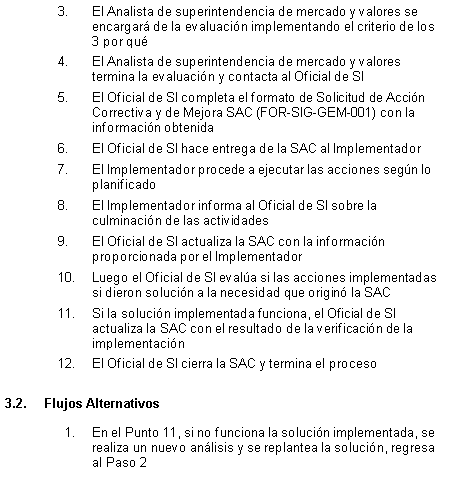 3. El Analista de superintendencia de mercado y valores se
encargará de la evaluación implementando el criterio de los
3 por qué
4. El Analista de superintendencia de mercado y valores
termina la evaluación y contacta al Oficial de SI
5. El Oficial de SI completa el formato de Solicitud de Acción
Correctiva y de Mejora SAC (FOR-SIG-GEM-001) con la
información obtenida
6. El Oficial de SI hace entrega de la SAC al Implementador
7. El Implementador procede a ejecutar las acciones según lo
planificado
8. El Implementador informa al Oficial de SI sobre la
culminación de las actividades
9. El Oficial de SI actualiza la SAC con la información
proporcionada por el Implementador
10. Luego el Oficial de SI evalúa si las acciones implementadas
si dieron solución a la necesidad que originó la SAC
11. Si la solución implementada funciona, el Oficial de SI
actualiza la SAC con el resultado de la verificación de la
implementación
12. El Oficial de SI cierra la SAC y termina el proceso
3.2. Flujos Alternativos
1. En el Punto 11, si no funciona la solución implementada, se
realiza un nuevo análisis y se replantea la solución, regresa
al Paso 2